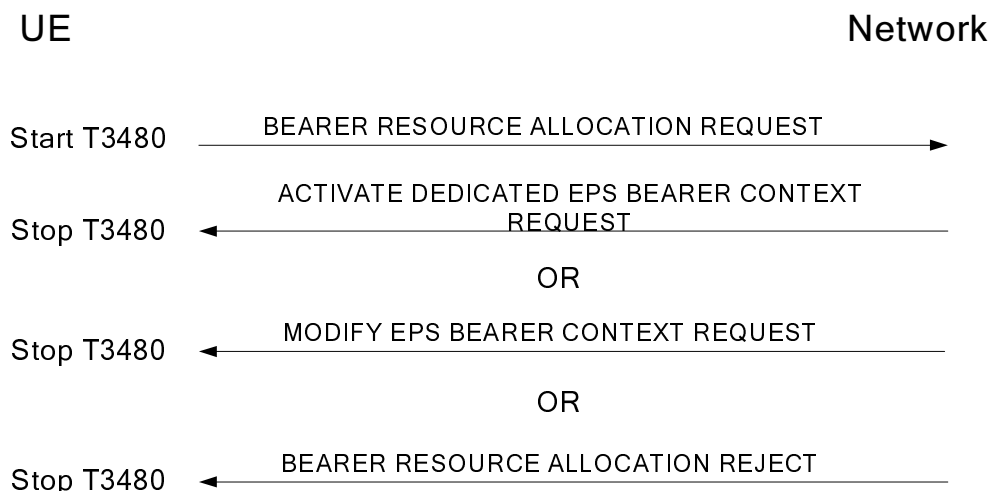 UE
Network
Start T3480
BEARER RESOURCE ALLOCATION REQUEST
ACTIVATE DEDICATED EPS BEARER CONTEXT
REQUEST
Stop T3480
OR
MODIFY EPS BEARER CONTEXT REQUEST
Stop T3480
OR
BEARER RESOURCE ALLOCATION REJECT
Stop T3480